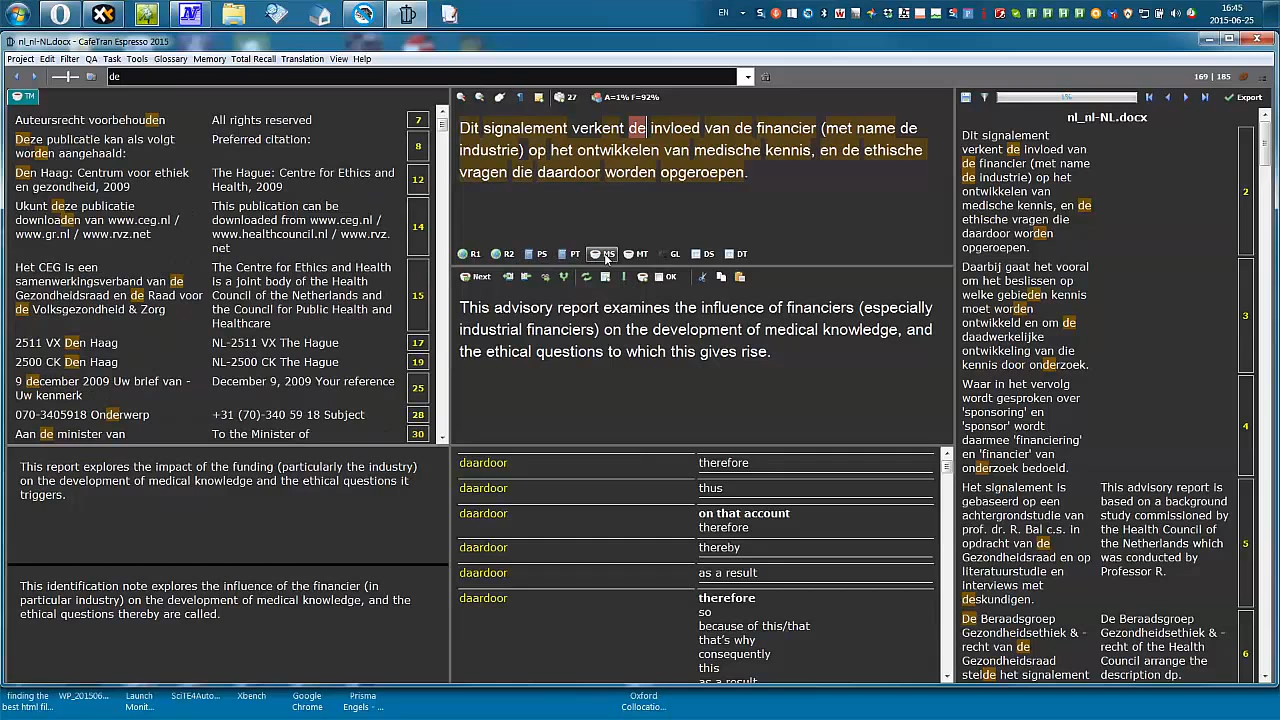 EN
16:45
2015-06-25
nl_nl-NL.docx - CafeTran Espresso 2015
Project Edit Filter QA Task Tools Glossary Memory Total Recall Translation View Help
de
169 | 185
TM
Auteursrecht voorbehouden All rights reserved 7
Deze publicatie kan als volgt Preferred citation: 8
worden aangehaald:
Den Haag: Centrum voor ethiek The Hague: Centre for Ethics and 12
en gezondheid, 2009 Health, 2009
Ukunt deze publicatie This publication can be 14
downloaden van www.ceg.nl / downloaded from www.ceg.nl /
www.gr.nl / www.rvz.net www.healthcouncil.nl / www.rvz.
net
Het CEG is een The Centre for Ethics and Health 15
samenwerkingsverband van de is a joint body of the Health
Gezondheidsraad en de Raad voor Council of the Netherlands and
de Volksgezondheid & Zorg the Council for Public Health and
Healthcare
2511 VX Den Haag NL-2511 VX The Hague 17
2500 CK Den Haag NL-2500 CK The Hague 19
9 december 2009 Uw brief van - December 9, 2009 Your reference 25
Uw kenmerk
070-3405918 Onderwerp +31 (70)-340 59 18 Subject 28
Aan de minister van To the Minister of 30
This report explores the impact of the funding (particularly the industry)
on the development of medical knowledge and the ethical questions it
triggers.
This identification note explores the influence of the financier (in
particular industry) on the development of medical knowledge, and the
ethical questions thereby are called.
27 A=1% F=92%
Dit signalement verkent de invloed van de financier (met name de
industrie) op het ontwikkelen van medische kennis, en de ethische
vragen die daardoor worden opgeroepen.
R1 R2 PS PT MS MT GL DS DT
Next OK
This advisory report examines the influence of financiers (especially
industrial financiers) on the development of medical knowledge, and
the ethical questions to which this gives rise.
daardoor therefore
daardoor thus
daardoor on that account
therefore
daardoor thereby
daardoor as a result
daardoor therefore
so
because of this/that
that's why
consequently
this
as a result
1% Export
nl_nl-NL.docx
Dit signalement 2
verkent de invloed van
de financier (met name
de industrie) op het
ontwikkelen van
medische kennis, en de
ethische vragen die
daardoor worden
opgeroepen.
Daarbij gaat het vooral 3
om het beslissen op
welke gebieden kennis
moet worden
ontwikkeld en om de
daadwerkelijke
ontwikkeling van die
kennis door onderzoek.
Waar in het vervolg 4
wordt gesproken over
'sponsoring' en
'sponsor' wordt
daarmee 'financiering'
en 'financier' van
onderzoek bedoeld.
Het signalement is This advisory report is 5
gebaseerd op een based on a background
achtergrondstudie van study commissioned by
prof. dr. R. Bal c.s. in the Health Council of
opdracht van de the Netherlands which
Gezondheidsraad en op was conducted by
literatuurstudie en Professor R.
interviews met
deskundigen.
De Beraadsgroep De Beraadsgroep 6
Gezondheidsethiek & - Gezondheidsethiek & -
recht van de recht of the Health
Gezondheidsraad Council arrange the
stelde het signalement description dp.
finding the WP_201506... Launch SciTE4Auto... Xbench Google Prisma Oxford
best html fil... Monit... Chrome Engels - ... Collocatio...